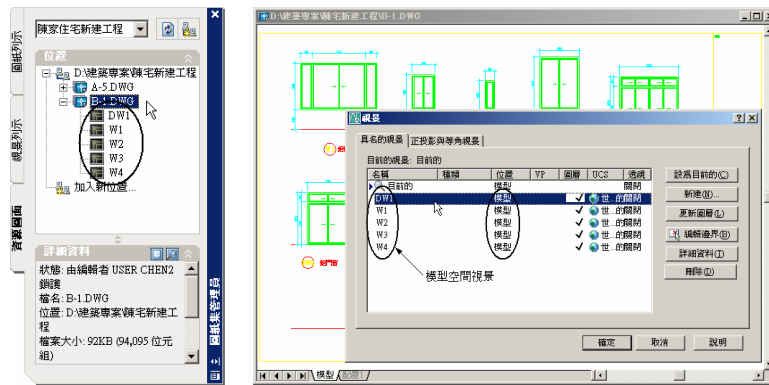 陳家住宅新建工程
圖紙列示
視景列示
資源圖面
位置
D:\建築專案\陳宅新建工程
A-5.DWG
B-1.DWG
DW1
W1
W2
W3
W4
加入新位置...
詳細資料
狀態: 由編輯者 USER CHEN2
鎖護
檔名: B-1.DWG
位置: D:\建築專案\陳宅新建工
程
檔案大小: 92KB (94,095 位元
組)
圖紙集管理員
D:\建築專案\陳宅新建工程\B-1.DWG
視景
具名的視景 正投影與等角視景
目前的視景: 目前的
名稱 種類 位置 VP 圖層 UCS 透視
目前的 模型 關閉
DW1 模型 世...的關閉
W1 模型 世...的關閉
W2 模型 世...的關閉
W3 模型 世...的關閉
W4 模型 世...的關閉
模型空間視景
設為目前的(C)
新建(N)...
更新圖層(L)
編輯邊界(B)
詳細資料(T)
刪除(D)
確定 取消 說明
模型 配置1